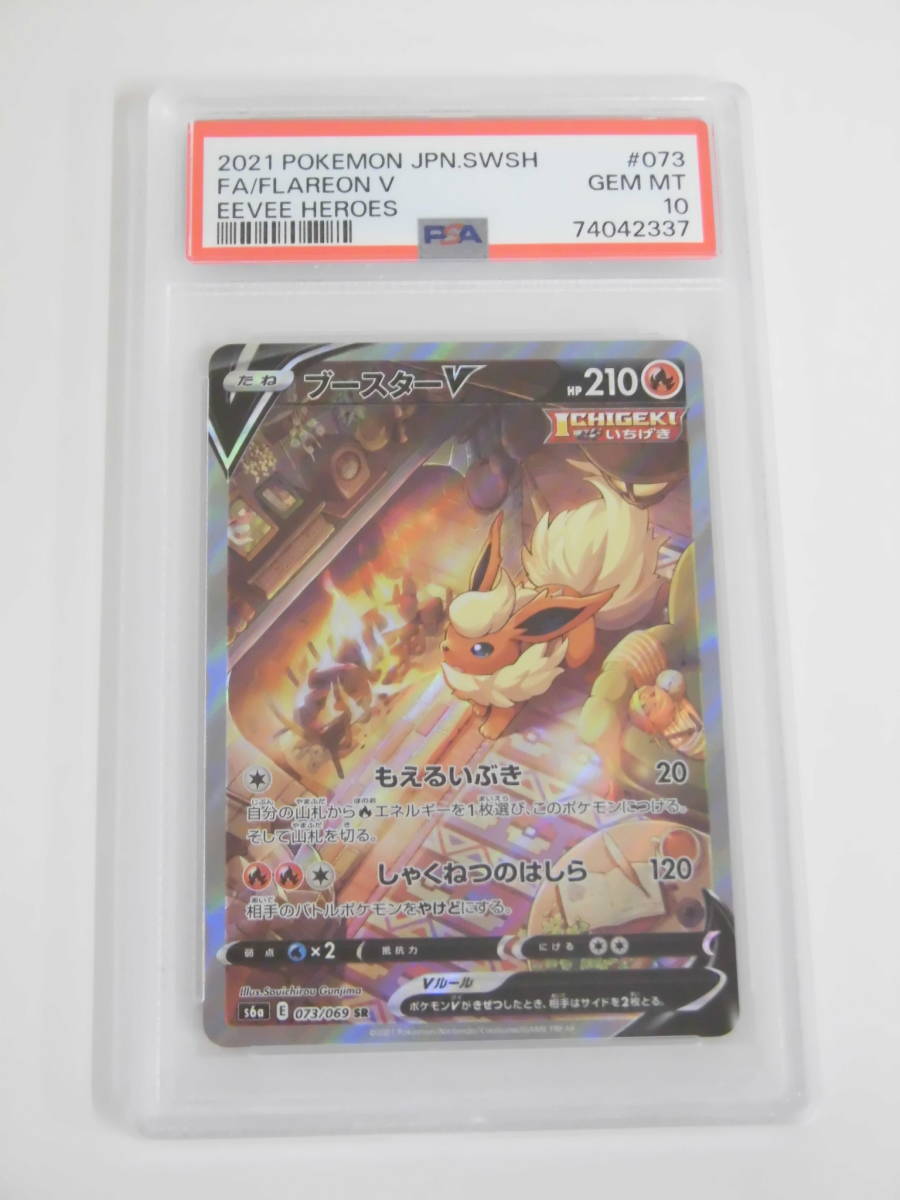 2021 POKEMON JPN.SWSH #073
FA/FLAREON V GEM MT
EEVEE HEROES 10
PSA 74042337
たね ブースターV HP 210
ICHIGEKI
いちげき
もえるいぶき 20
自分の山札から エネルギーを1枚選び、このポケモンにつける。
そして山札を切る。
しゃくねつのはしら 120
相手のバトルポケモンをやけどにする。
弱点 ×2 抵抗力 にげる
Vルール
ポケモンVがきぜつしたとき、相手はサイドを2枚とる。
Illus. Souichirou Gunjima
s6a E 073/069 SR
©2021 Pokémon/Nintendo/Creatures/GAME FREAK